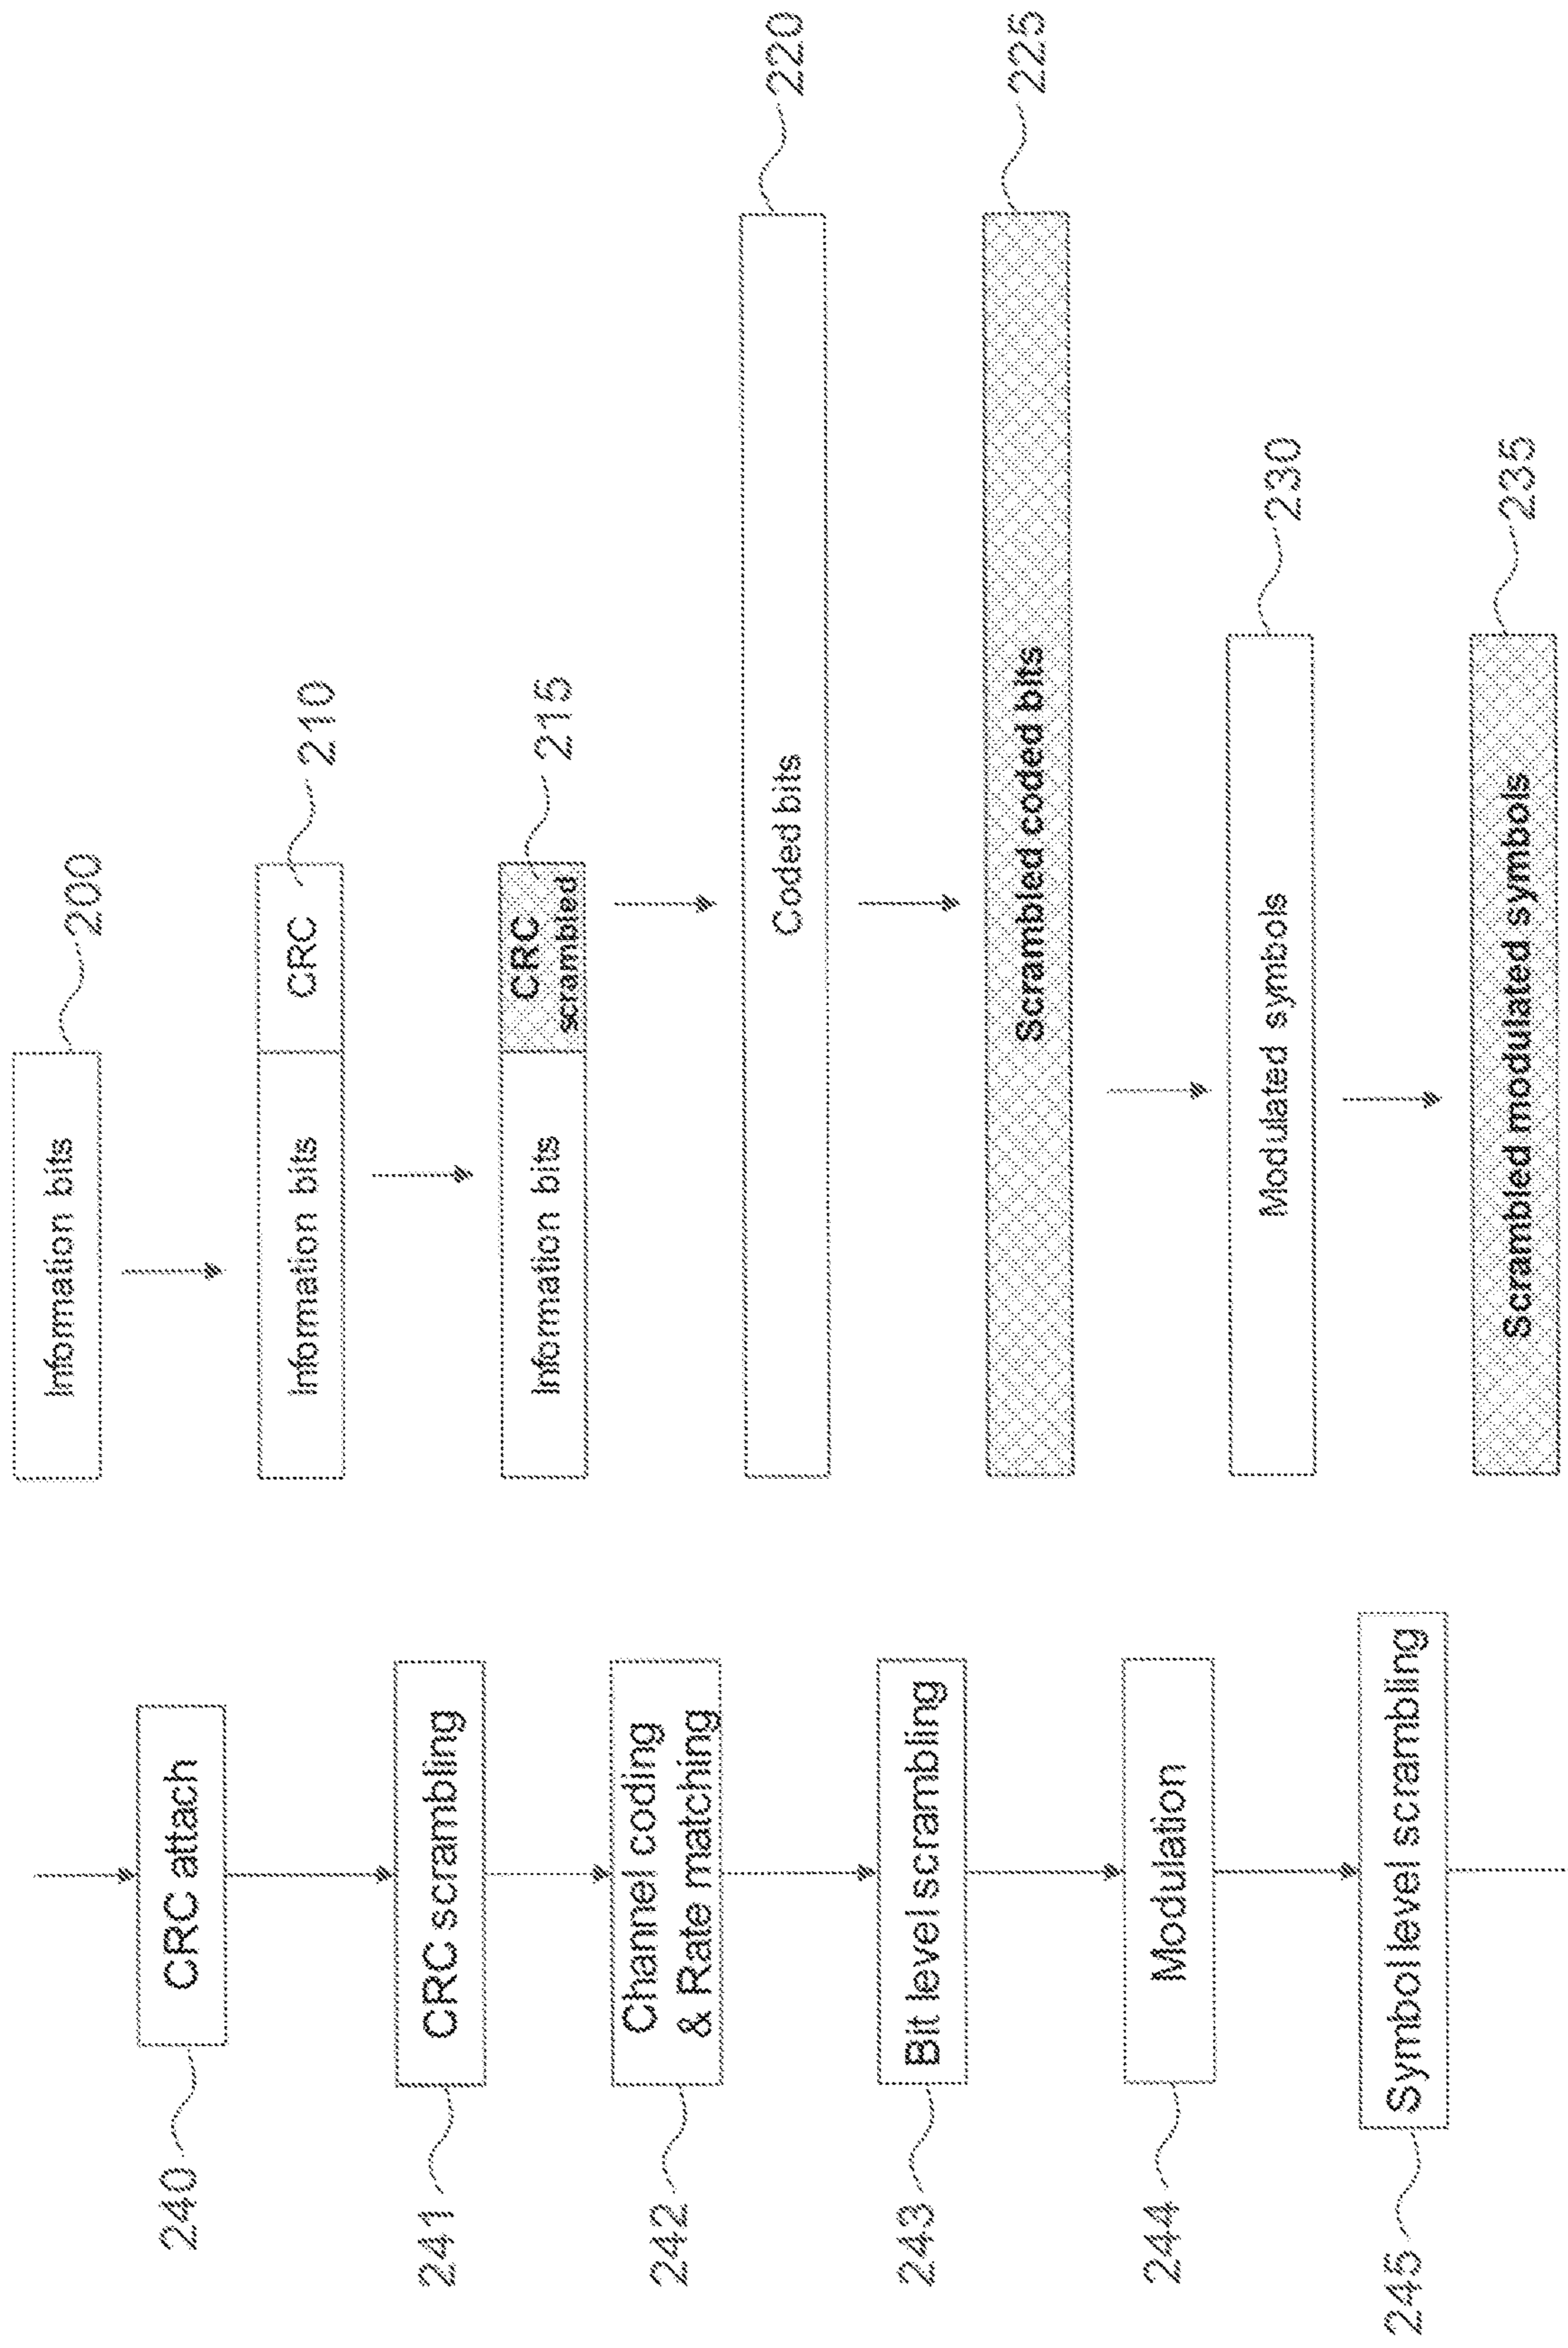 240
CRC attach
241
CRC scrambling
242
Channel coding
& Rate matching
243
Bit level scrambling
244
Modulation
245
Symbol level scrambling
Information bits
200
Information bits
CRC
210
Information bits
CRC
scrambled
215
Coded bits
220
Scrambled coded bits
225
Modulated symbols
230
Scrambled modulated symbols
235